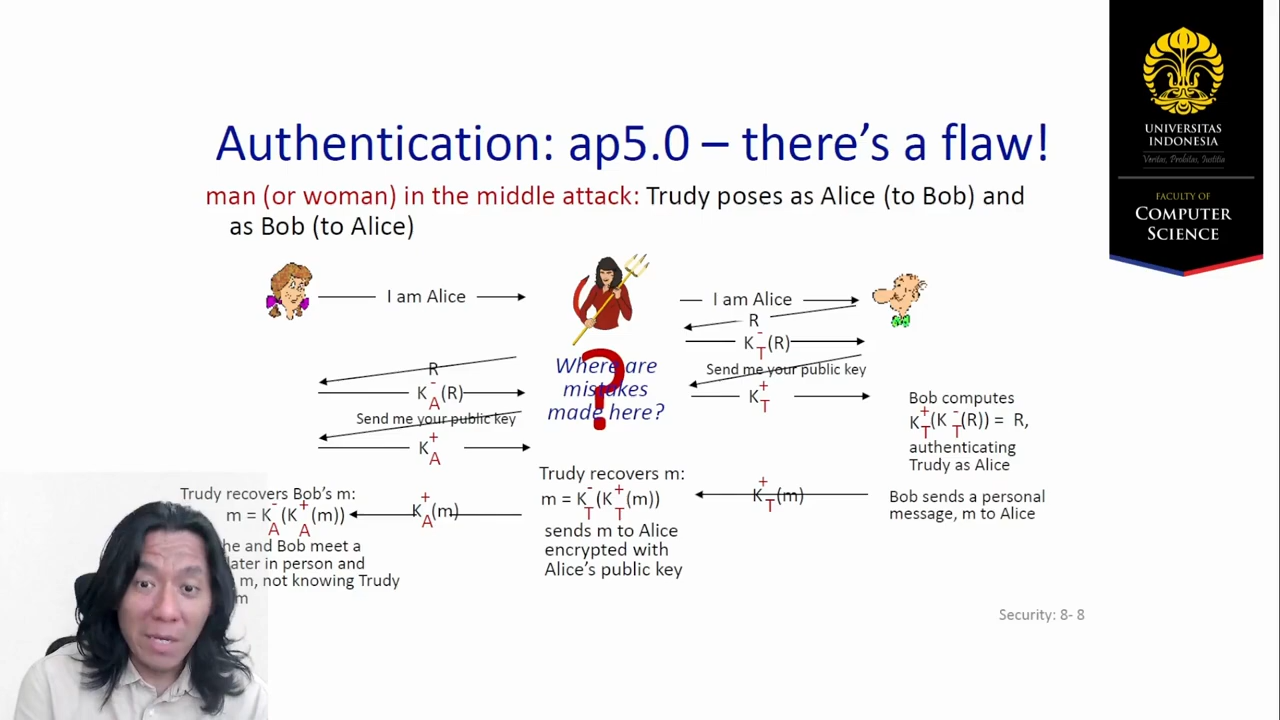 Authentication: ap5.0 – there's a flaw!
man (or woman) in the middle attack: Trudy poses as Alice (to Bob) and
as Bob (to Alice)
I am Alice
I am Alice
R
K-T(R)
Send me your public key
K+T
R
K-A(R)
Send me your public key
K+A
Where are
mistakes
made here?
?
Bob computes
K+T(K-T(R)) = R,
authenticating
Trudy as Alice
Bob sends a personal
message, m to Alice
K+T(m)
Trudy recovers m:
m = K-T(K+T(m))
sends m to Alice
encrypted with
Alice's public key
K+A(m)
Trudy recovers Bob's m:
m = K-A(K+A(m))
he and Bob meet a
later in person and
m, not knowing Trudy
m
Security: 8- 8
UNIVERSITAS
INDONESIA
Veritas, Probitas, Iustitia
FACULTY OF
COMPUTER
SCIENCE